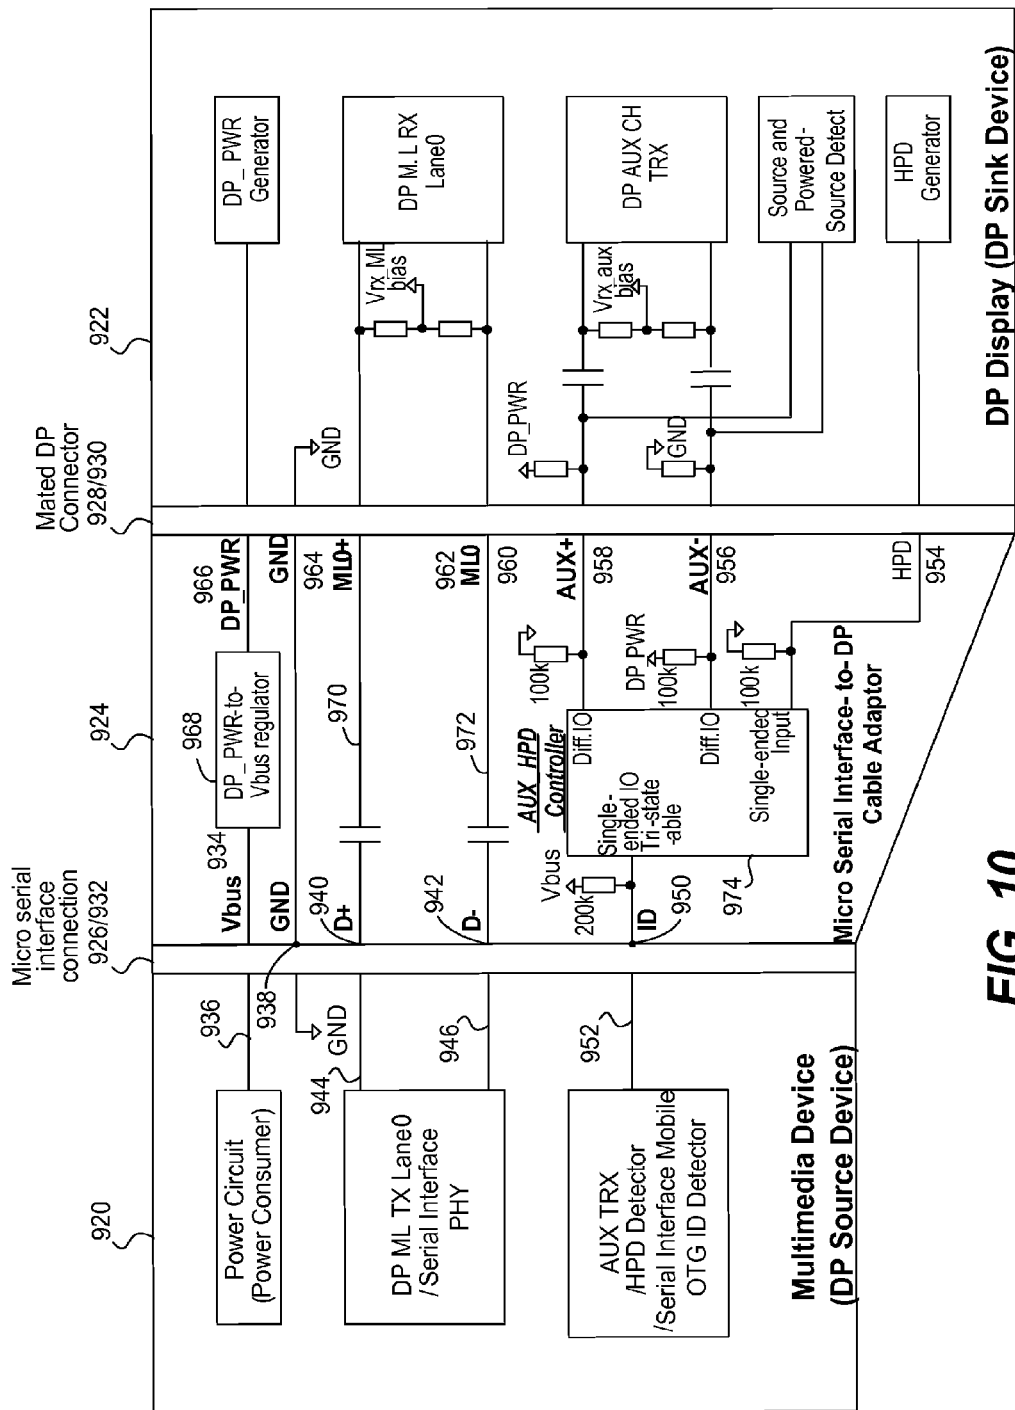 920
Micro serial
interface
connection
926/932
924
Mated DP
Connector
928/930
922
Power Circuit
(Power Consumer)
936
Vbus
934
968
DP_PWR-to-
Vbus regulator
966
DP_PWR
DP_PWR
Generator
938
GND
GND
GND
964
GND
944
DP ML TX Lane0
/Serial Interface
PHY
940
D+
970
ML0+
Vrx_ML
bias
DP M. L RX
Lane0
946
942
D-
972
962
ML0
960
AUX TRX
/HPD Detector
/Serial Interface Mobile
OTG ID Detector
952
Vbus
200k
ID
950
AUX_HPD
Controller
Single-
ended IO
Tri-state
-able
Diff.IO
Diff.IO
Single-ended
Input
974
100k
AUX+
958
DP_PWR
100k
AUX-
956
100k
HPD
954
DP_PWR
GND
Vrx_aux
bias
DP AUX CH
TRX
Source and
Powered-
Source Detect
HPD
Generator
Multimedia Device
(DP Source Device)
Micro Serial Interface-to-DP
Cable Adaptor
DP Display (DP Sink Device)
FIG. 10